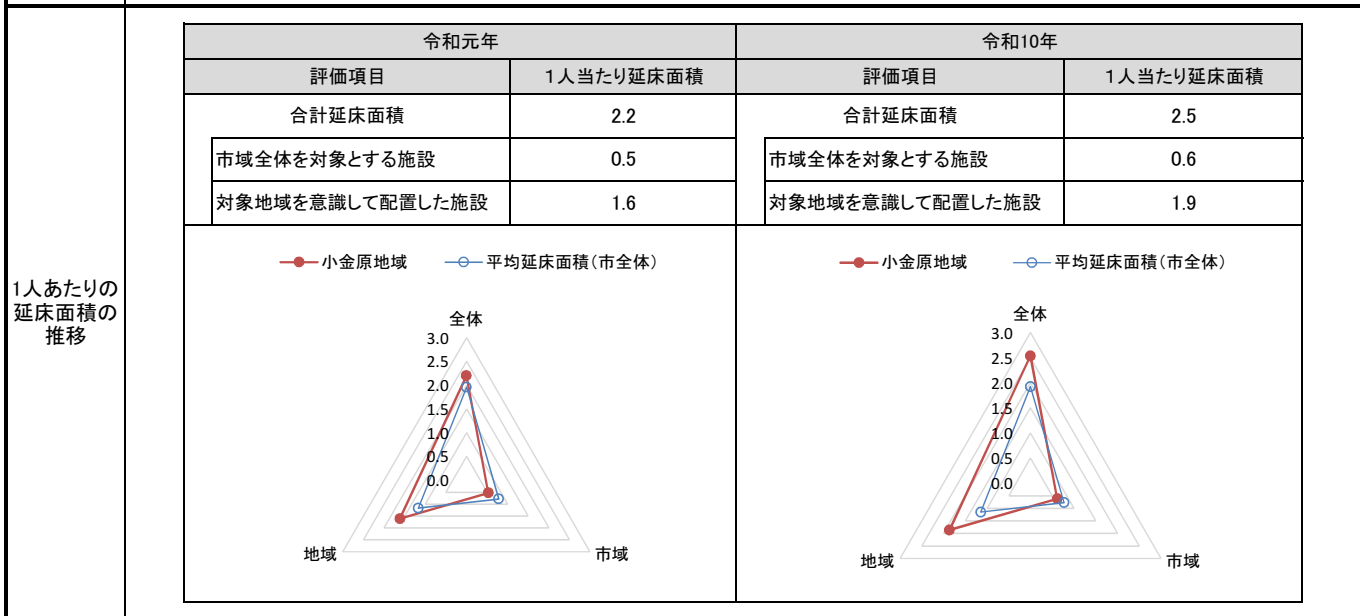 令和元年
令和10年
評価項目
1人当たり延床面積
評価項目
1人当たり延床面積
合計延床面積
2.2
合計延床面積
2.5
市域全体を対象とする施設
0.5
市域全体を対象とする施設
0.6
対象地域を意識して配置した施設
1.6
対象地域を意識して配置した施設
1.9
1人あたりの
延床面積の
推移
小金原地域
平均延床面積(市全体)
全体
3.0
2.5
2.0
1.5
1.0
0.5
0.0
地域
市域
小金原地域
平均延床面積(市全体)
全体
3.0
2.5
2.0
1.5
1.0
0.5
0.0
地域
市域